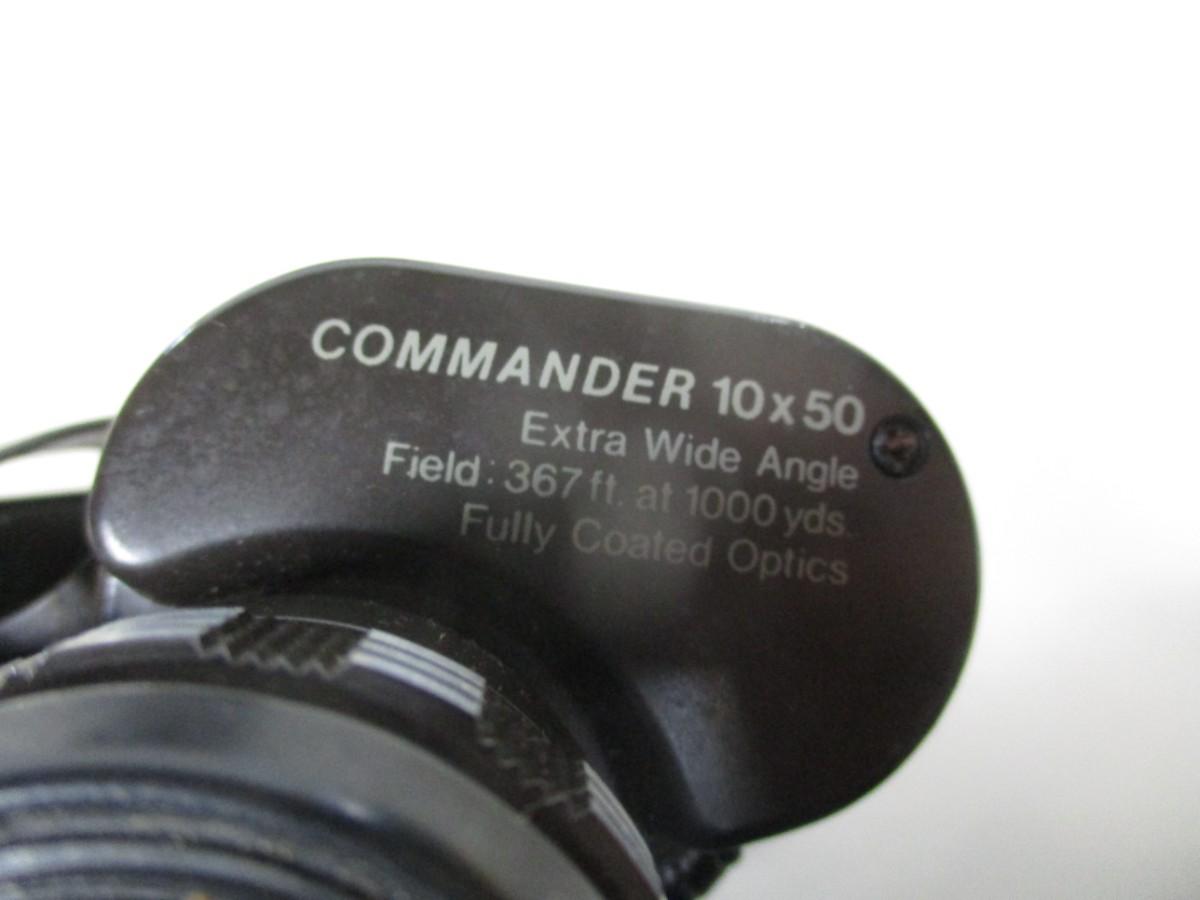 COMMANDER 10x50
Extra Wide Angle
Field: 367 ft. at 1000 yds.
Fully Coated Optics